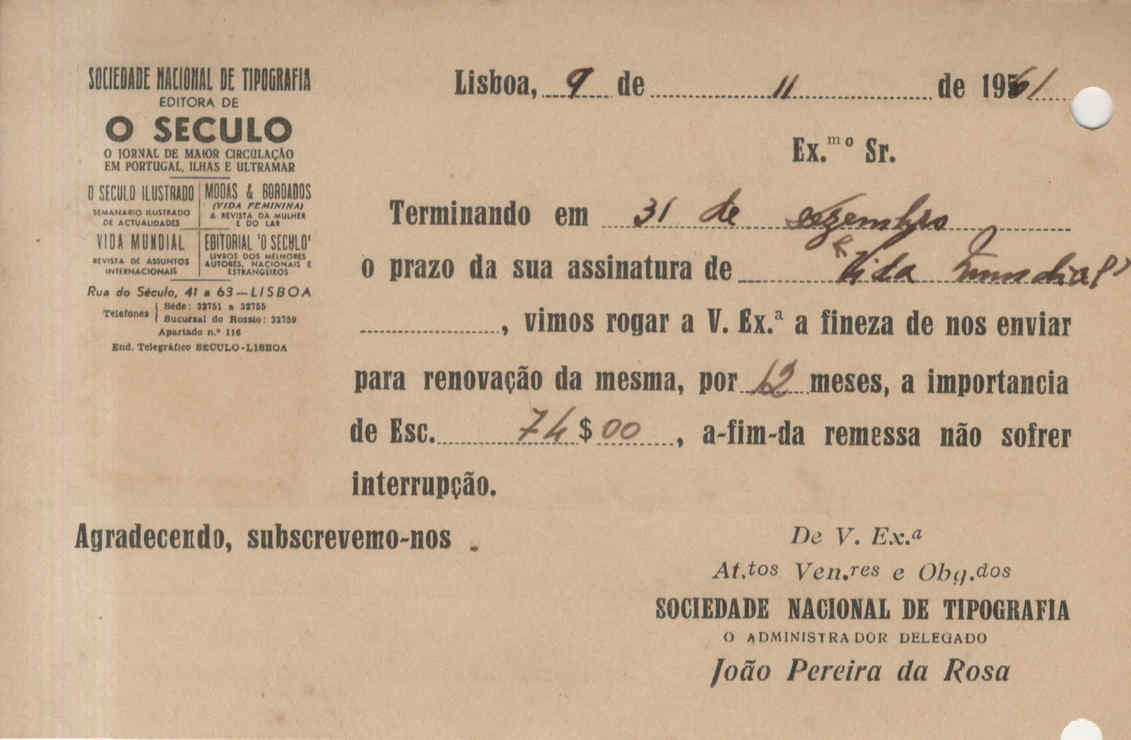 SOCIEDADE NACIONAL DE TIPOGRAFIA
EDITORA DE
O SECULO
O JORNAL DE MAIOR CIRCULAÇÃO
EM PORTUGAL, ILHAS E ULTRAMAR
O SECULO ILUSTRADO
SEMANARIO ILUSTRADO
DE ACTUALIDADES
MODAS & BORDADOS
(VIDA FEMININA)
A REVISTA DA MULHER
E DO LAR
VIDA MUNDIAL
REVISTA DE ASSUNTOS
INTERNACIONAIS
EDITORIAL 'O SECULO'
LIVROS DOS MELHORES
AUTORES, NACIONAIS E
ESTRANGEIROS
Rua do Século, 41 a 63—LISBOA
Telefones
Séde: 32751 a 32755
Sucursal do Rossio: 32759
Apartado n.º 116
End. Telegráfico SECULO-LISBOA
Lisboa, 9 de 11 de 1961
Ex.mo Sr.
Terminando em 31 de dezembro
o prazo da sua assinatura de "Vida Mundial"
, vimos rogar a V. Ex.ª a fineza de nos enviar
para renovação da mesma, por 12 meses, a importancia
de Esc. 74$00, a-fim-da remessa não sofrer
interrupção.
Agradecendo, subscrevemo-nos .
De V. Ex.ª
At.tos Ven.res e Obg.dos
SOCIEDADE NACIONAL DE TIPOGRAFIA
O ADMINISTRADOR DELEGADO
João Pereira da Rosa